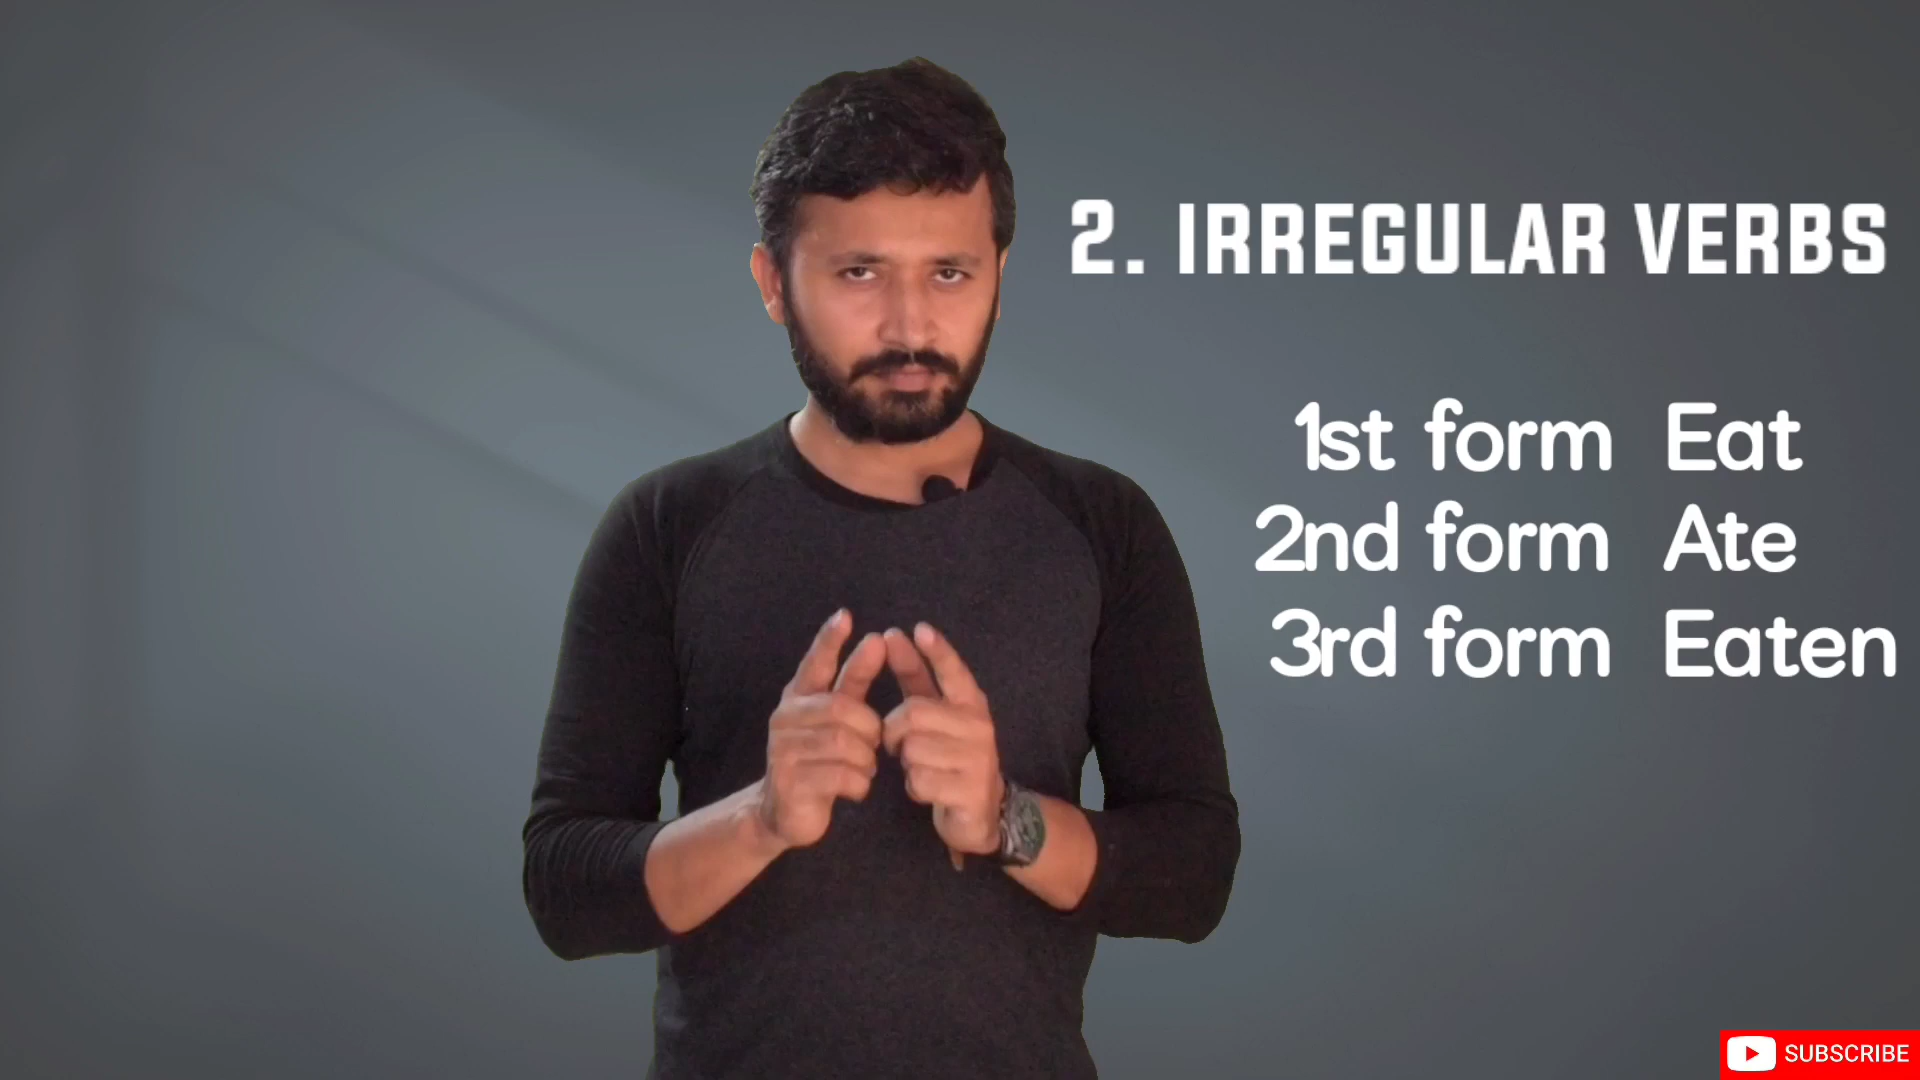 2. IRREGULAR VERBS
1st form Eat
2nd form Ate
3rd form Eaten
SUBSCRIBE